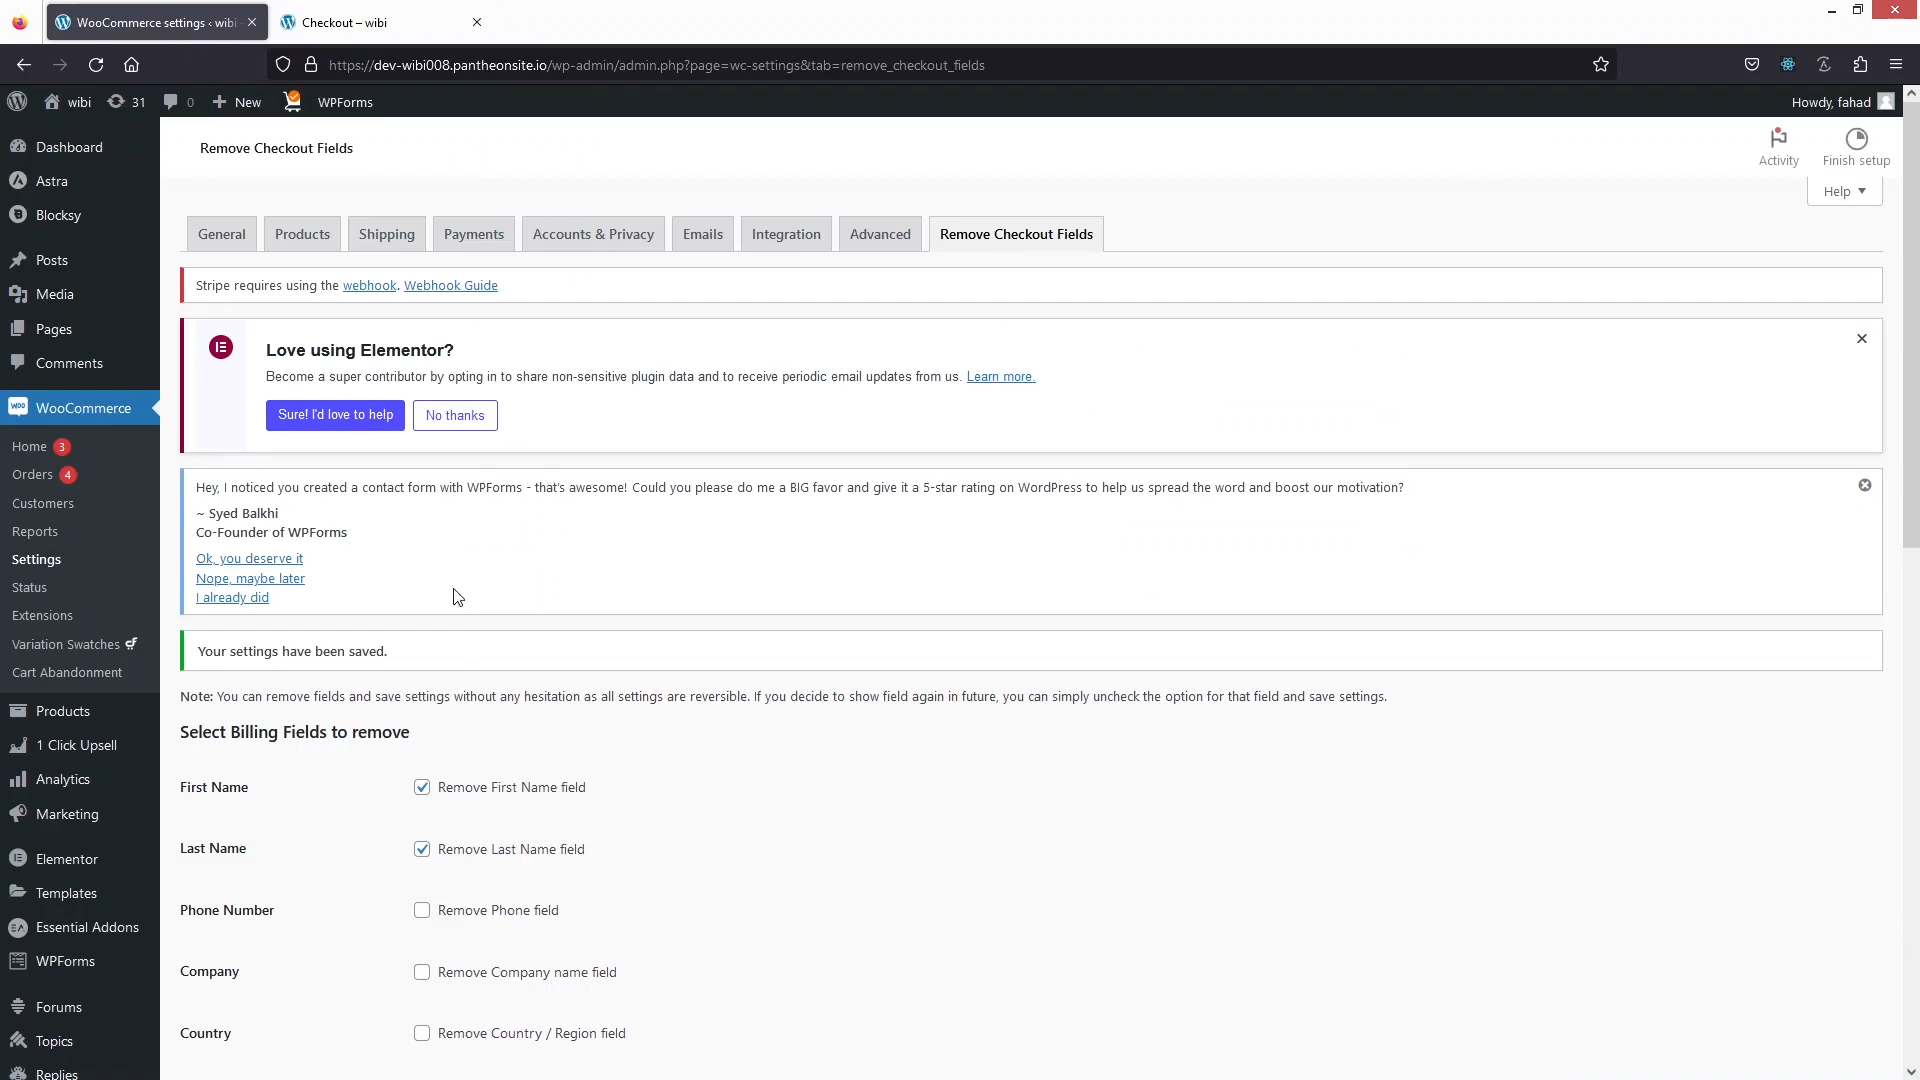 WooCommerce settings ‹ wibi
Checkout – wibi
https://dev-wibi008.pantheonsite.io/wp-admin/admin.php?page=wc-settings&tab=remove_checkout_fields
wibi
31
0
New
WPForms
Howdy, fahad
Dashboard
Astra
Blocksy
Posts
Media
Pages
Comments
WooCommerce
Home 3
Orders 4
Customers
Reports
Settings
Status
Extensions
Variation Swatches
Cart Abandonment
Products
1 Click Upsell
Analytics
Marketing
Elementor
Templates
Essential Addons
WPForms
Forums
Topics
Replies
Remove Checkout Fields
Activity
Finish setup
Help
General
Products
Shipping
Payments
Accounts & Privacy
Emails
Integration
Advanced
Remove Checkout Fields
Stripe requires using the webhook. Webhook Guide
Love using Elementor?
Become a super contributor by opting in to share non-sensitive plugin data and to receive periodic email updates from us. Learn more.
Sure! I'd love to help
No thanks
Hey, I noticed you created a contact form with WPForms - that's awesome! Could you please do me a BIG favor and give it a 5-star rating on WordPress to help us spread the word and boost our motivation?
~ Syed Balkhi
Co-Founder of WPForms
Ok, you deserve it
Nope, maybe later
I already did
Your settings have been saved.
Note: You can remove fields and save settings without any hesitation as all settings are reversible. If you decide to show field again in future, you can simply uncheck the option for that field and save settings.
Select Billing Fields to remove
First Name
Remove First Name field
Last Name
Remove Last Name field
Phone Number
Remove Phone field
Company
Remove Company name field
Country
Remove Country / Region field